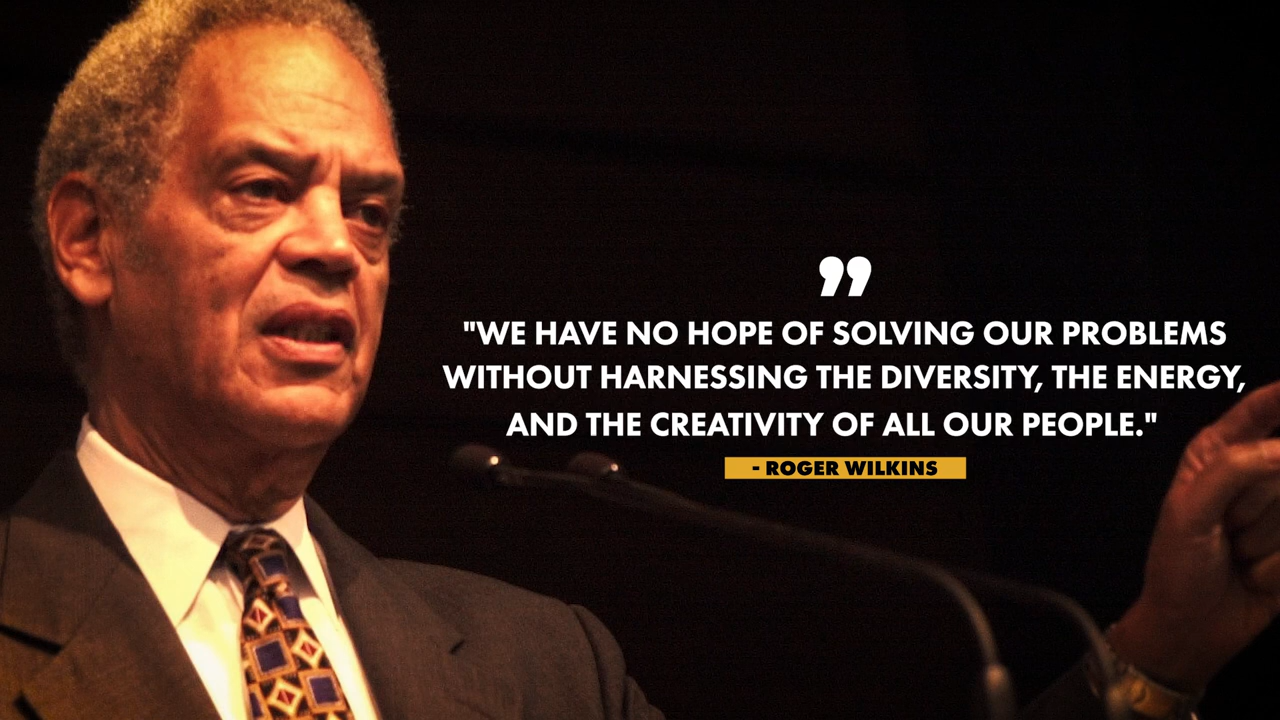 "WE HAVE NO HOPE OF SOLVING OUR PROBLEMS
WITHOUT HARNESSING THE DIVERSITY, THE ENERGY,
AND THE CREATIVITY OF ALL OUR PEOPLE."
- ROGER WILKINS